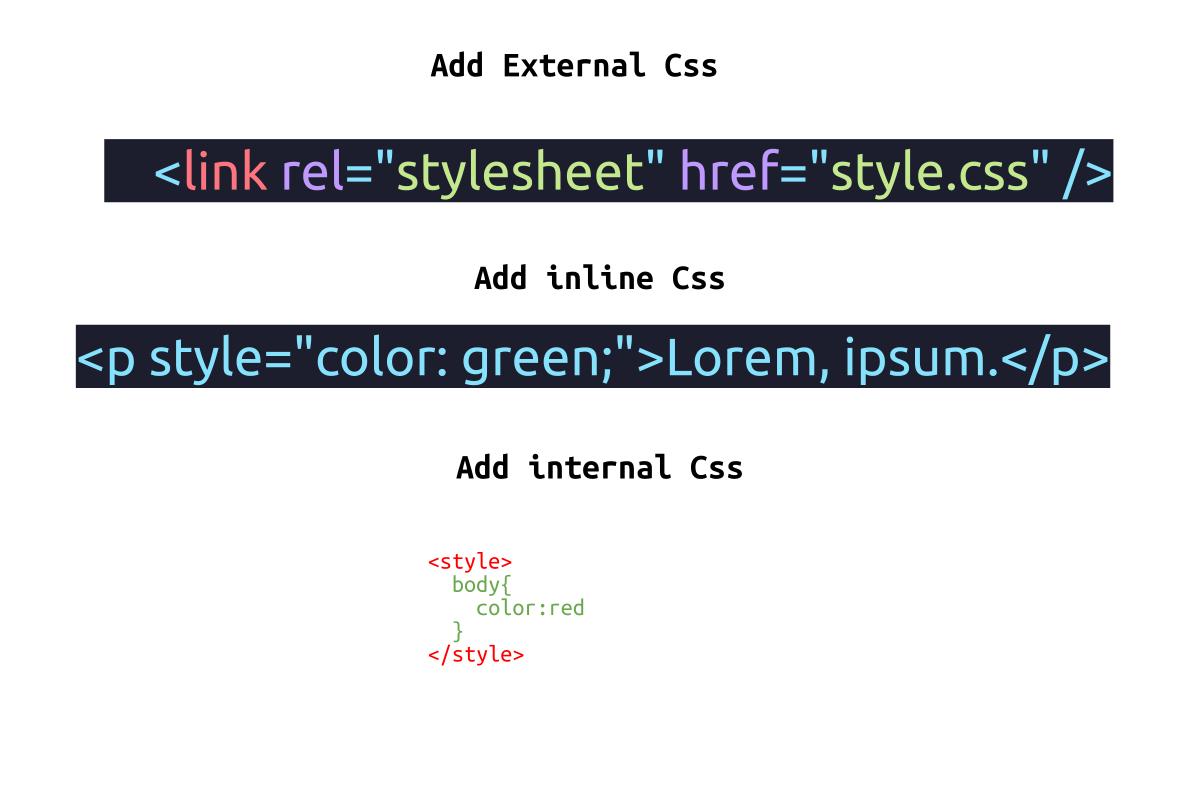 Add External Css
<link rel="stylesheet" href="style.css" />
Add inline Css
<p style="color: green;">Lorem, ipsum.</p>
Add internal Css
<style>
  body{
    color:red
  }
</style>